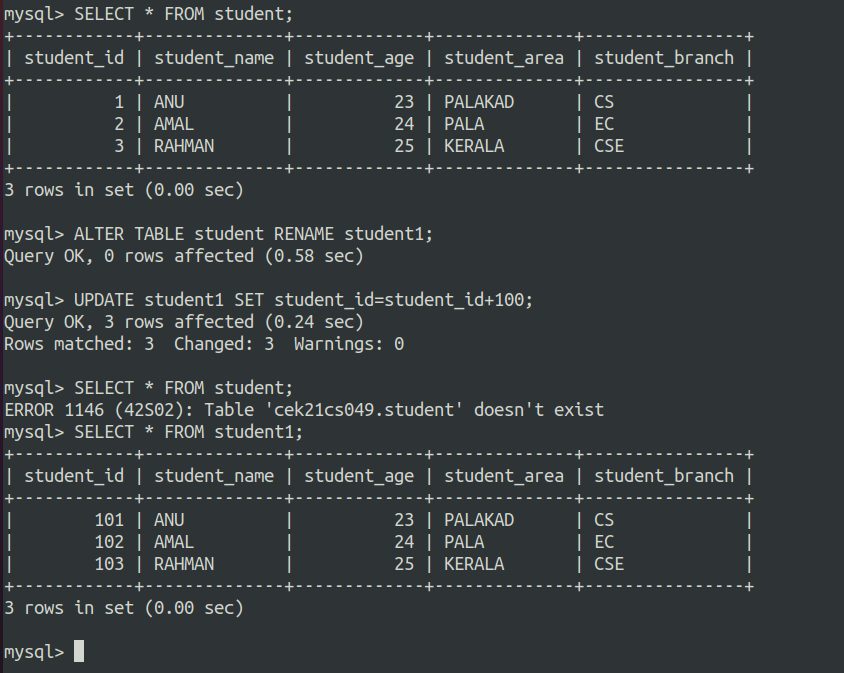 mysql> SELECT * FROM student;
+------------+--------------+-------------+--------------+----------------+
| student_id | student_name | student_age | student_area | student_branch |
+------------+--------------+-------------+--------------+----------------+
|          1 | ANU          |          23 | PALAKAD      | CS             |
|          2 | AMAL         |          24 | PALA         | EC             |
|          3 | RAHMAN       |          25 | KERALA       | CSE            |
+------------+--------------+-------------+--------------+----------------+
3 rows in set (0.00 sec)

mysql> ALTER TABLE student RENAME student1;
Query OK, 0 rows affected (0.58 sec)

mysql> UPDATE student1 SET student_id=student_id+100;
Query OK, 3 rows affected (0.24 sec)
Rows matched: 3  Changed: 3  Warnings: 0

mysql> SELECT * FROM student;
ERROR 1146 (42S02): Table 'cek21cs049.student' doesn't exist
mysql> SELECT * FROM student1;
+------------+--------------+-------------+--------------+----------------+
| student_id | student_name | student_age | student_area | student_branch |
+------------+--------------+-------------+--------------+----------------+
|        101 | ANU          |          23 | PALAKAD      | CS             |
|        102 | AMAL         |          24 | PALA         | EC             |
|        103 | RAHMAN       |          25 | KERALA       | CSE            |
+------------+--------------+-------------+--------------+----------------+
3 rows in set (0.00 sec)

mysql>